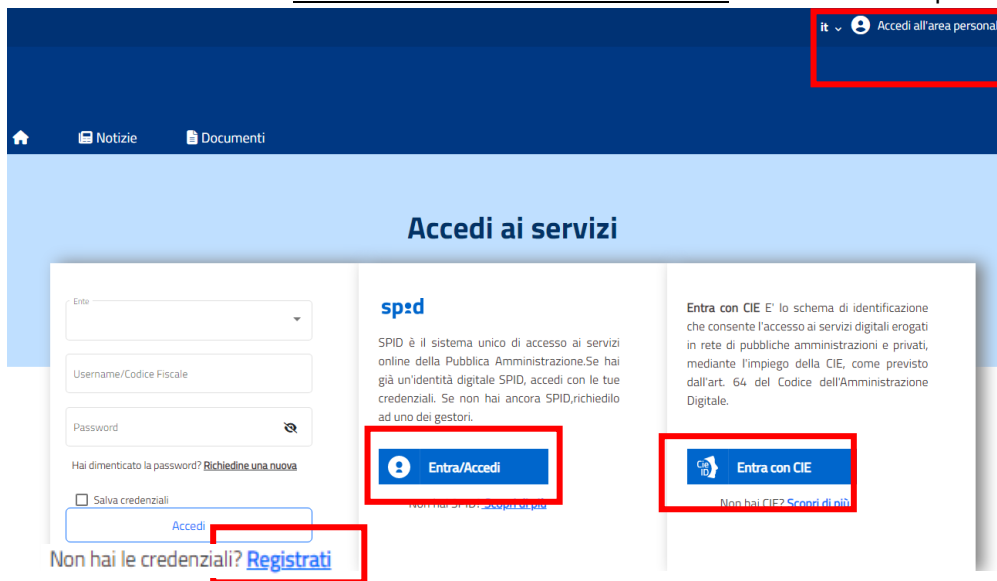 it Accedi all'area personal
Notizie Documenti
Accedi ai servizi
Ente
Username/Codice Fiscale
Password
Hai dimenticato la password? Richiedine una nuova
Salva credenziali
Accedi
Non hai le credenziali? Registrati
sp:d
SPID è il sistema unico di accesso ai servizi
online della Pubblica Amministrazione.Se hai
già un'identità digitale SPID, accedi con le tue
credenziali. Se non hai ancora SPID,richiedilo
ad uno dei gestori.
Entra/Accedi
Non hai SPID? Scopri di più
Entra con CIE E' lo schema di identificazione
che consente l'accesso ai servizi digitali erogati
in rete di pubbliche amministrazioni e privati,
mediante l'impiego della CIE, come previsto
dall'art. 64 del Codice dell'Amministrazione
Digitale.
Cie
ID
Entra con CIE
Non hai CIE? Scopri di più